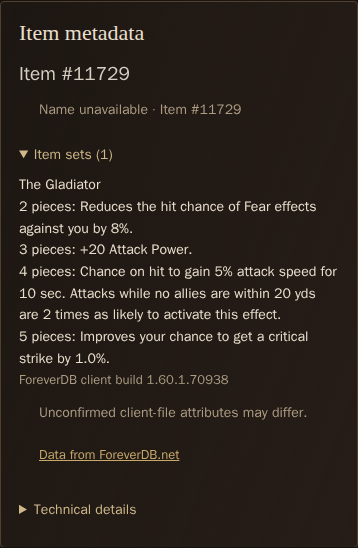 Item metadata
Item #11729
Name unavailable · Item #11729
▼ Item sets (1)
The Gladiator
2 pieces: Reduces the hit chance of Fear effects
against you by 8%.
3 pieces: +20 Attack Power.
4 pieces: Chance on hit to gain 5% attack speed for
10 sec. Attacks while no allies are within 20 yds
are 2 times as likely to activate this effect.
5 pieces: Improves your chance to get a critical
strike by 1.0%.
ForeverDB client build 1.60.1.70938
Unconfirmed client-file attributes may differ.
Data from ForeverDB.net
▶ Technical details